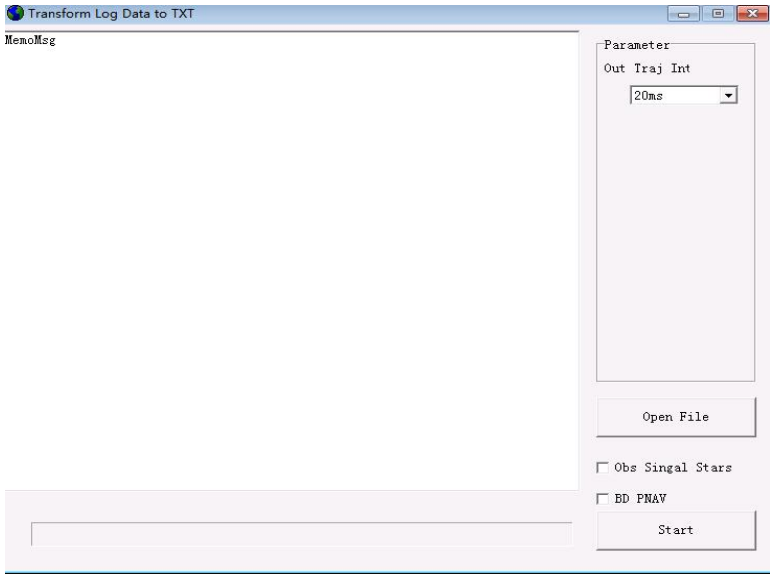 Transform Log Data to TXT
MemoMsg
Parameter
Out Traj Int
20ms
Open File
Obs Singal Stars
BD PNAV
Start